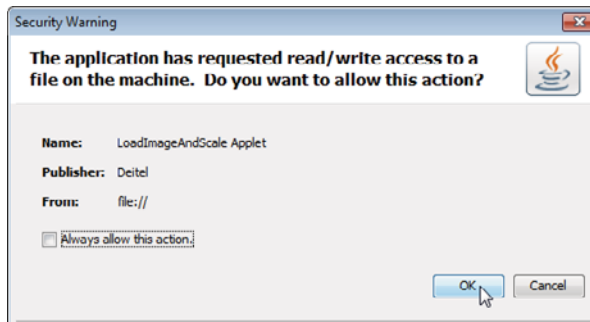 Security Warning
The application has requested read/write access to a
file on the machine. Do you want to allow this action?
Name: LoadImageAndScale Applet
Publisher: Deitel
From: file://
Always allow this action.
OK Cancel